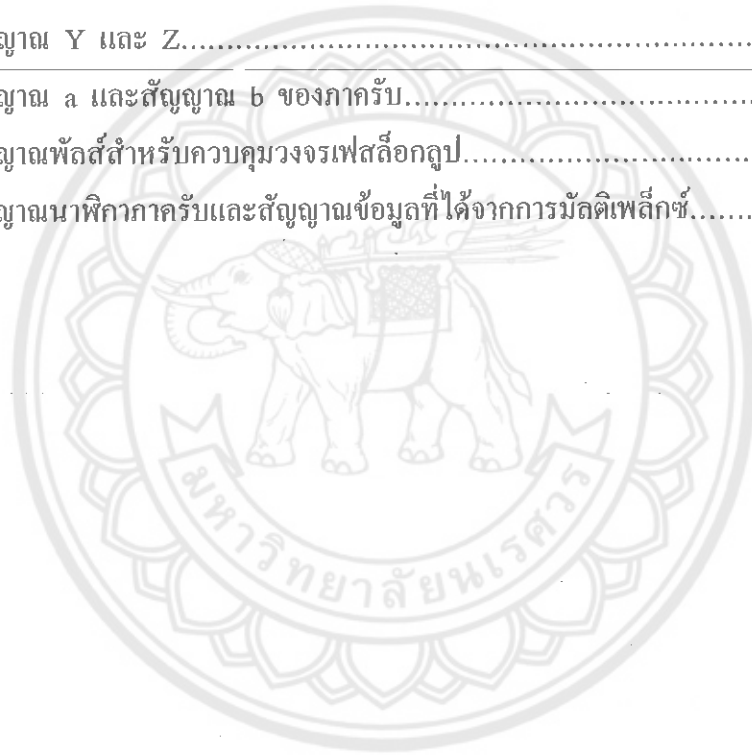 ญาณ Y และ Z................................................................
ญาณ a และสัญญาณ b ของภาครับ........................................
ญาณพัลส์สำหรับควบคุมวงจรเฟสล็อกลูป................................
ญาณนาฬิกาภาครับและสัญญาณข้อมูลที่ได้จากการมัลติเพล็กซ์........
มหาวิทยาลัยนเรศวร